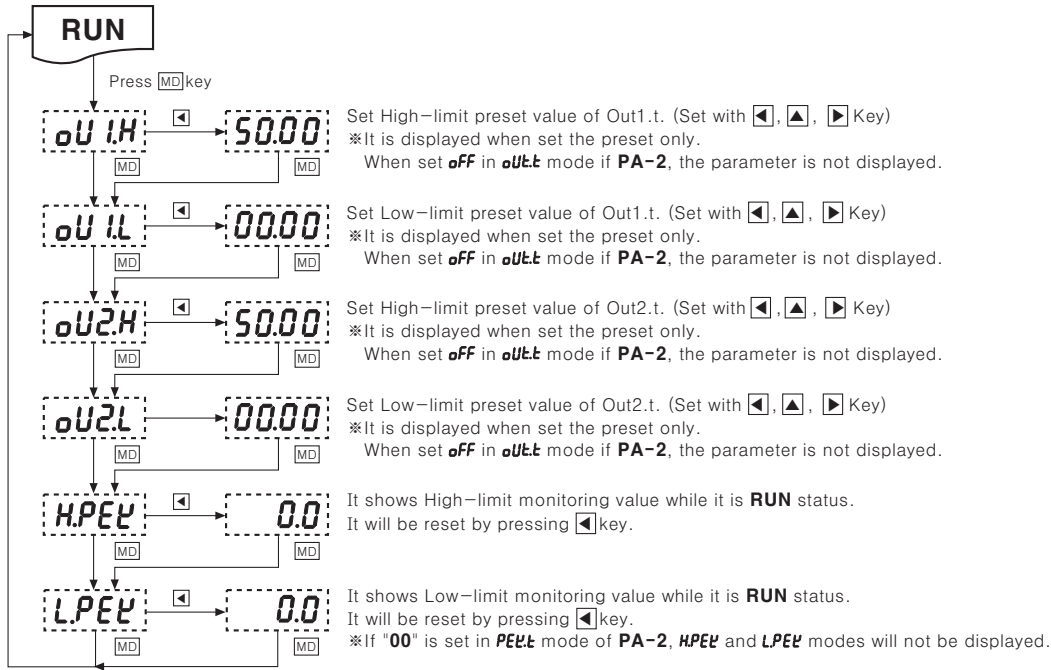 RUN
Press MD key
oU1.H ◀ 50.00 Set High-limit preset value of Out1.t. (Set with ◀, ▲, ▶ Key)
※It is displayed when set the preset only.
MD MD When set oFF in oUt.t mode if PA-2, the parameter is not displayed.
oU1.L ◀ 00.00 Set Low-limit preset value of Out1.t. (Set with ◀, ▲, ▶ Key)
※It is displayed when set the preset only.
MD MD When set oFF in oUt.t mode if PA-2, the parameter is not displayed.
oU2.H ◀ 50.00 Set High-limit preset value of Out2.t. (Set with ◀, ▲, ▶ Key)
※It is displayed when set the preset only.
MD MD When set oFF in oUt.t mode if PA-2, the parameter is not displayed.
oU2.L 00.00 Set Low-limit preset value of Out2.t. (Set with ◀, ▲, ▶ Key)
※It is displayed when set the preset only.
MD MD When set oFF in oUt.t mode if PA-2, the parameter is not displayed.
H.PEK ◀ 0.0 It shows High-limit monitoring value while it is RUN status.
It will be reset by pressing ◀ key.
MD MD
L.PEK ◀ 0.0 It shows Low-limit monitoring value while it is RUN status.
It will be reset by pressing ◀ key.
MD MD ※If "00" is set in PEK.t mode of PA-2, H.PEK and L.PEK modes will not be displayed.